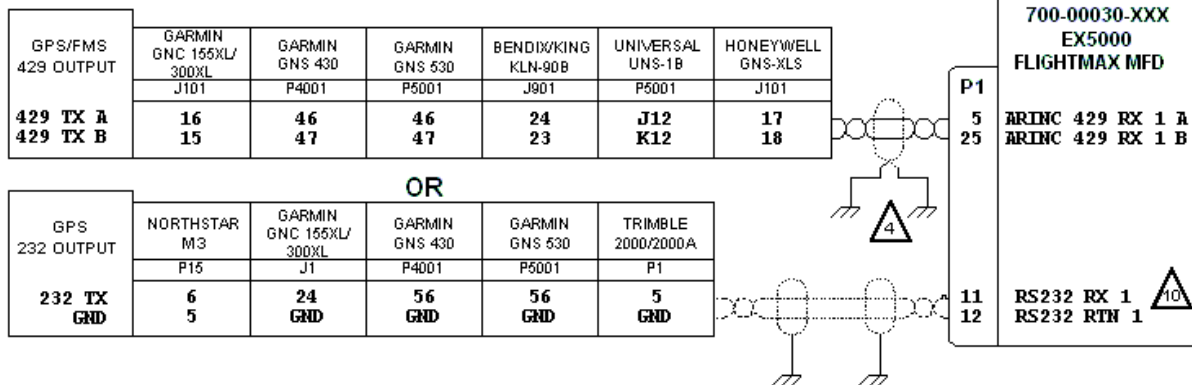 GPS/FMS
429 OUTPUT
GARMIN
GNC 155XL/
300XL
GARMIN
GNS 430
GARMIN
GNS 530
BENDIX/KING
KLN-90B
UNIVERSAL
UNS-1B
HONEYWELL
GNS-XLS
J101 P4001 P5001 J901 P5001 J101
429 TX A 16 46 46 24 J12 17
429 TX B 15 47 47 23 K12 18
700-00030-XXX
EX5000
FLIGHTMAX MFD
P1
5 ARINC 429 RX 1 A
25 ARINC 429 RX 1 B
4
OR
GPS
232 OUTPUT
NORTHSTAR
M3
GARMIN
GNC 155XL/
300XL
GARMIN
GNS 430
GARMIN
GNS 530
TRIMBLE
2000/2000A
P15 J1 P4001 P5001 P1
232 TX 6 24 56 56 5
GND 5 GND GND GND GND
11 RS232 RX 1
12 RS232 RTN 1
10